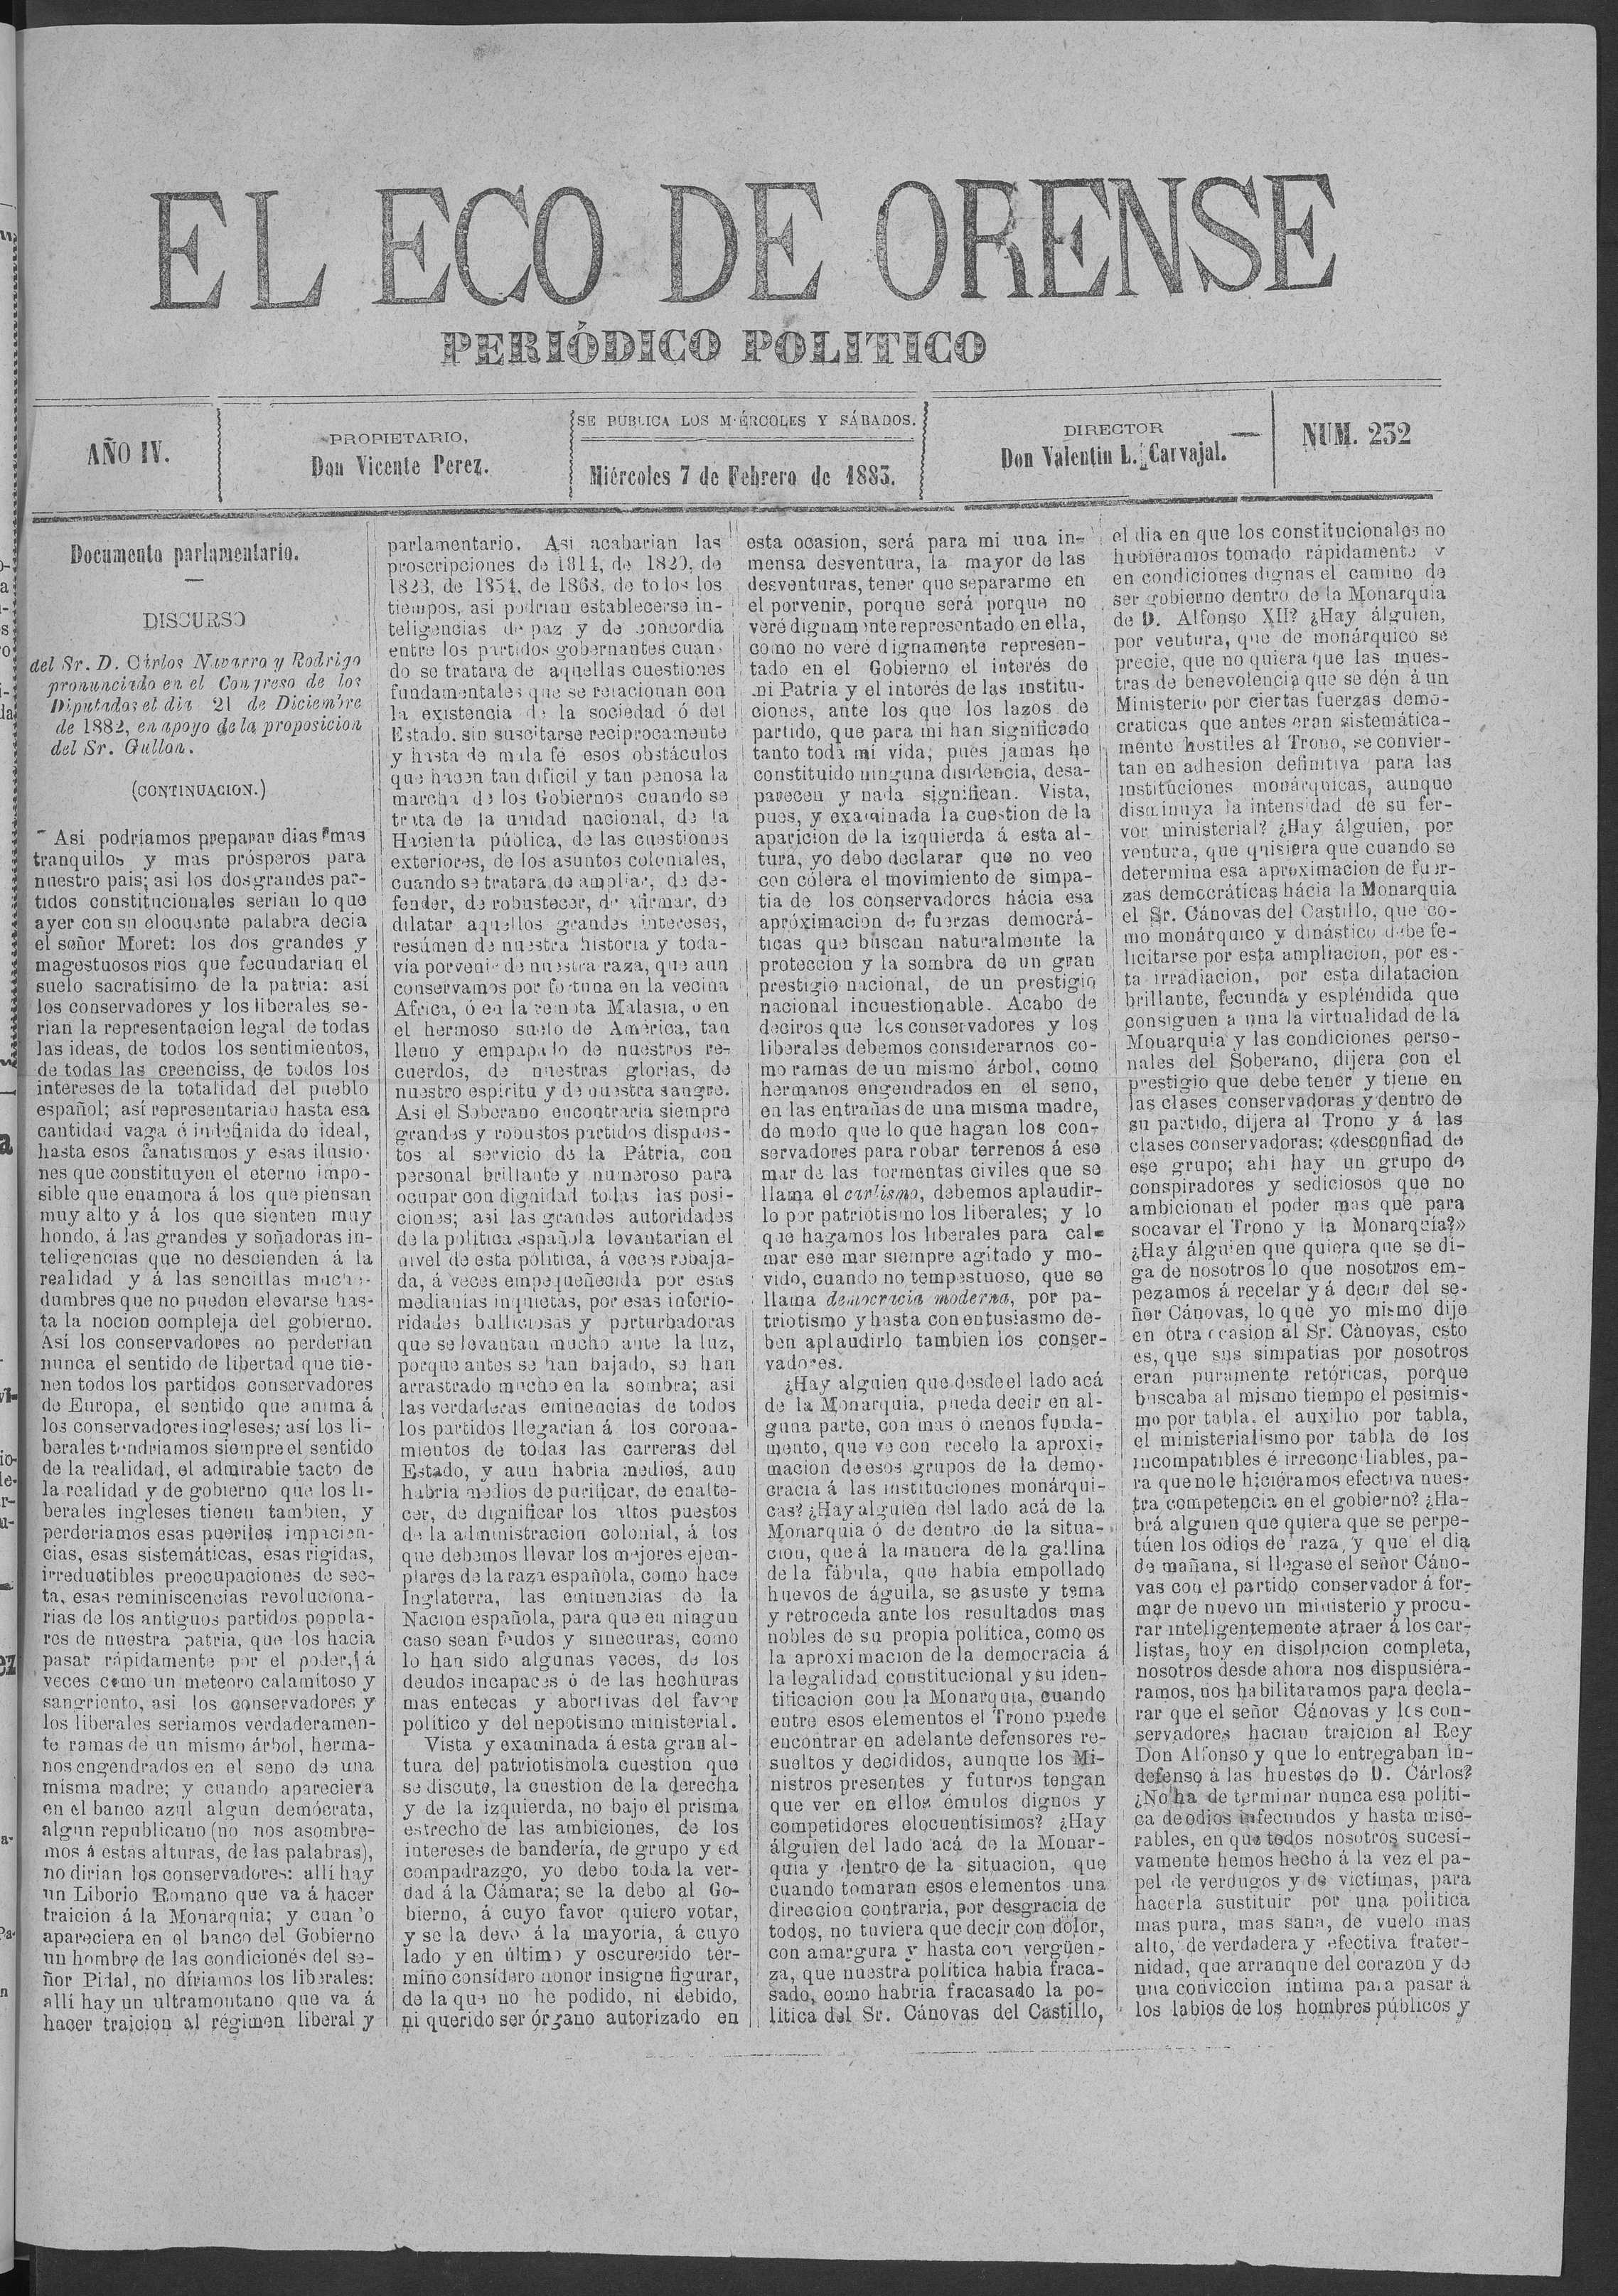 EL ECO DE ORENSE
PERIÓDICO POLITICO
AÑO IV.
PROPIETARIO,
Don Vicente Perez.
SE PUBLICA LOS MIÉRCOLES Y SÁBADOS.
Miércoles 7 de Febrero de 1883.
DIRECTOR
Don Valentin L. Carvajal.
NUM. 232
Documento parlamentario.
DISCURSO
del Sr. D. Cárlos Navarro y Rodrigo
pronunciado en el Congreso de los
Diputados el dia 21 de Diciembre
de 1882, en apoyo de la proposicion
del Sr. Gullon.
(CONTINUACION.)
Asi podriamos preparar dias mas
tranquilos y mas prósperos para
nuestro pais; asi los dos grandes par-
tidos constitucionales serian lo que
ayer con su elocuente palabra decia
el señor Moret: los dos grandes y
magestuosos rios que fecundarian el
suelo sacratisimo de la patria: así
los conservadores y los liberales se-
rian la representacion legal de todas
las ideas, de todos los sentimientos,
de todas las creenciss, de todos los
intereses de la totalidad del pueblo
español; así representarian hasta esa
cantidad vaga é indefinida de ideal,
hasta esos fanatismos y esas ilusio-
nes que constituyen el eterno impo-
sible que enamora á los que piensan
muy alto y á los que sienten muy
hondo, á las grandes y soñadoras in-
teligencias que no descienden á la
realidad y á las sencillas muche-
dumbres que no pueden elevarse has-
ta la nocion compleja del gobierno.
Así los conservadores no perderian
nunca el sentido de libertad que tie-
nen todos los partidos conservadores
de Europa, el sentido que anima á
los conservadores ingleses; así los li-
berales tendriamos siempre el sentido
de la realidad, el admirable tacto de
la realidad y de gobierno que los li-
berales ingleses tienen tambien, y
perderiamos esas pueriles impacien-
cias, esas sistemáticas, esas rigidas,
irreductibles preocupaciones de sec-
ta, esas reminiscencias revoluciona-
rias de los antiguos partidos popula-
res de nuestra patria, que los hacia
pasar rápidamente por el poder, á
veces como un meteoro calamitoso y
sangriento, asi los conservadores y
los liberales seriamos verdaderamen-
te ramas de un mismo árbol, herma-
nos engendrados en el seno de una
misma madre; y cuando apareciera
en el banco azul algun demócrata,
algun republicano (no nos asombre-
mos á estas alturas, de las palabras),
no dirian los conservadores: allí hay
un Liborio Romano que va á hacer
traicion á la Monarquia; y cuando
apareciera en el banco del Gobierno
un hombre de las condiciones del se-
ñor Pidal, no diriamos los liberales:
allí hay un ultramontano que va á
hacer traicion al régimen liberal y
parlamentario. Asi acabarian las
proscripciones de 1814, de 1820, de
1823, de 1854, de 1868, de todos los
tiempos, asi podrian establecerse in-
teligencias de paz y de concordia
entre los partidos gobernantes cuan-
do se tratara de aquellas cuestiones
fundamentales que se relacionan con
la existencia de la sociedad ó del
Estado, sin suscitarse reciprocamente
y hasta de mala fe esos obstáculos
que hacen tan dificil y tan penosa la
marcha de los Gobiernos cuando se
trata de la unidad nacional, de la
Hacienda pública, de las cuestiones
exteriores, de los asuntos coloniales,
cuando se tratara de ampliar, de de-
fender, de robustecer, de afirmar, de
dilatar aquellos grandes intereses,
resúmen de nuestra historia y toda-
via porvenir de nuestra raza, que aun
conservamos por fortuna en la vecina
Africa, ó en la remota Malasia, ó en
el hermoso suelo de América, tan
lleno y empapado de nuestros re-
cuerdos, de nuestras glorias, de
nuestro espíritu y de nuestra sangre.
Asi el Soberano encontraria siempre
grandes y robustos partidos dispues-
tos al servicio de la Pátria, con
personal brillante y numeroso para
ocupar con dignidad todas las posi-
ciones; asi las grandes autoridades
de la política española levantarian el
nivel de esta política, á veces rebaja-
da, á veces empequeñecida por esas
medianias inquietas, por esas inferio-
ridades bulliciosas y perturbadoras
que se levantan mucho ante la luz,
porque antes se han bajado, se han
arrastrado mucho en la sombra; asi
las verdaderas eminencias de todos
los partidos llegarian á los corona-
mientos de todas las carreras del
Estado, y aun habria medios, aun
habria medios de purificar, de enalte-
cer, de dignificar los altos puestos
de la administracion colonial, á los
que debemos llevar los mejores ejem-
plares de la raza española, como hace
Inglaterra, las eminencias de la
Nacion española, para que en ningun
caso sean feudos y sinecuras, como
lo han sido algunas veces, de los
deudos incapaces ó de las hechuras
mas entecas y abortivas del favor
político y del nepotismo ministerial.
Vista y examinada á esta gran al-
tura del patriotismo la cuestion que
se discute, la cuestion de la derecha
y de la izquierda, no bajo el prisma
estrecho de las ambiciones, de los
intereses de bandería, de grupo y ed
compadrazgo, yo debo toda la ver-
dad á la Cámara; se la debo al Go-
bierno, á cuyo favor quiero votar,
y se la devo á la mayoría, á cuyo
lado y en último y oscurecido ter-
mino considero honor insigne figurar,
de la que no he podido, ni debido,
ni querido ser órgano autorizado en
esta ocasion, será para mi una in-
mensa desventura, la mayor de las
desventuras, tener que separarme en
el porvenir, porque será porque no
veré dignamente representado en ella,
como no veré dignamente represen-
tado en el Gobierno el interés de
mi Patria y el interés de las institu-
ciones, ante los que los lazos de
partido, que para mi han significado
tanto toda mi vida, pues jamas he
constituido ninguna disidencia, desa-
parecen y nada significan. Vista,
pues, y examinada la cuestion de la
aparicion de la izquierda á esta al-
tura, yo debo declarar que no veo
con cólera el movimiento de simpa-
tia de los conservadores hácia esa
apróximacion de fuerzas democrá-
ticas que buscan naturalmente la
proteccion y la sombra de un gran
prestigio nacional, de un prestigio
nacional incuestionable. Acabo de
deciros que los conservadores y los
liberales debemos considerarnos co-
mo ramas de un mismo árbol, como
hermanos engendrados en el seno,
en las entrañas de una misma madre,
de modo que lo que hagan los con-
servadores para robar terrenos á ese
mar de las tormentas civiles que se
llama el carlismo, debemos aplaudir-
lo por patriotismo los liberales; y lo
que hagamos los liberales para cal-
mar ese mar siempre agitado y mo-
vido, cuando no tempestuoso, que se
llama democracia moderna, por pa-
triotismo y hasta con entusiasmo de-
ben aplaudirlo tambien los conser-
vadores.
¿Hay alguien que desde el lado acá
de la Monarquia, pueda decir en al-
guna parte, con mas ó menos funda-
mento, que ve con recelo la aproxi-
macion de esos grupos de la demo-
cracia á las instituciones monárqui-
cas? ¿Hay alguien del lado acá de la
Monarquia ó de dentro de la situa-
cion, que á la manera de la gallina
de la fábula, que habia empollado
huevos de águila, se asuste y tema
y retroceda ante los resultados mas
nobles de su propia política, como es
la aproximacion de la democracia á
la legalidad constitucional y su iden-
tificacion con la Monarquia, cuando
entre esos elementos el Trono puede
encontrar en adelante defensores re-
sueltos y decididos, aunque los Mi-
nistros presentes y futuros tengan
que ver en ellos émulos dignos y
competidores elocuentisimos? ¿Hay
álguien del lado acá de la Monar-
quia y dentro de la situacion, que
cuando tomaran esos elementos una
direccion contraria, por desgracia de
todos, no tuviera que decir con dolor,
con amargura y hasta con vergüen-
za, que nuestra política habia fraca-
sado, como habria fracasado la po-
lítica del Sr. Cánovas del Castillo,
el dia en que los constitucionales no
hubiéramos tomado rápidamente y
en condiciones dignas el camino de
ser gobierno dentro de la Monarquia
de D. Alfonso XII? ¿Hay álguien,
por ventura, que de monárquico se
precie, que no quiera que las mues-
tras de benevolencia que se dén á un
Ministerio por ciertas fuerzas demo-
craticas que antes eran sistemática-
mente hostiles al Trono, se convier-
tan en adhesion definitiva para las
instituciones monárquicas, aunque
disminuya la intensidad de su fer-
vor ministerial? ¿Hay álguien, por
ventura, que quisiera que cuando se
determina esa aproximacion de fuer-
zas democráticas hácia la Monarquia
el Sr. Cánovas del Castillo, que co-
mo monárquico y dinástico debe fe-
licitarse por esta ampliacion, por es-
ta irradiacion, por esta dilatacion
brillante, fecunda y espléndida que
consiguen a una la virtualidad de la
Monarquia y las condiciones perso-
nales del Soberano, dijera con el
prestigio que debe tener y tiene en
las clases conservadoras y dentro de
su partido, dijera al Trono y á las
clases conservadoras: «desconfiad de
ese grupo; ahi hay un grupo de
conspiradores y sediciosos que no
ambicionan el poder mas que para
socavar el Trono y la Monarquía?»
¿Hay álguien que quiera que se di-
ga de nosotros lo que nosotros em-
pezamos á recelar y á decir del se-
ñor Cánovas, lo que yo mismo dije
en otra ocasion al Sr. Cánovas, esto
es, que sus simpatias por nosotros
eran puramente retóricas, porque
buscaba al mismo tiempo el pesimis-
mo por tabla, el auxilio por tabla,
el ministerialismo por tabla de los
incompatibles é irreconciliables, pa-
ra que no le hiciéramos efectiva nues-
tra competencia en el gobierno? ¿Ha-
brá alguien que quiera que se perpe-
túen los odios de raza, y que el dia
de mañana, si llegase el señor Cáno-
vas con el partido conservador á for-
mar de nuevo un ministerio y procu-
rar inteligentemente atraer á los car-
listas, hoy en disolucion completa,
nosotros desde ahora nos dispusiéra-
ramos, nos habilitaramos para decla-
rar que el señor Cánovas y los con-
servadores hacian traicion al Rey
Don Alfonso y que lo entregaban in-
defenso á las huestes de D. Cárlos?
¿No ha de terminar nunca esa políti-
ca de odios infecundos y hasta mise-
rables, en que todos nosotros sucesi-
vamente hemos hecho á la vez el pa-
pel de verdugos y de victimas, para
hacerla sustituir por una politica
mas pura, mas sana, de vuelo mas
alto, de verdadera y efectiva frater-
nidad, que arranque del corazon y de
una conviccion intima para pasar á
los labios de los hombres públicos y